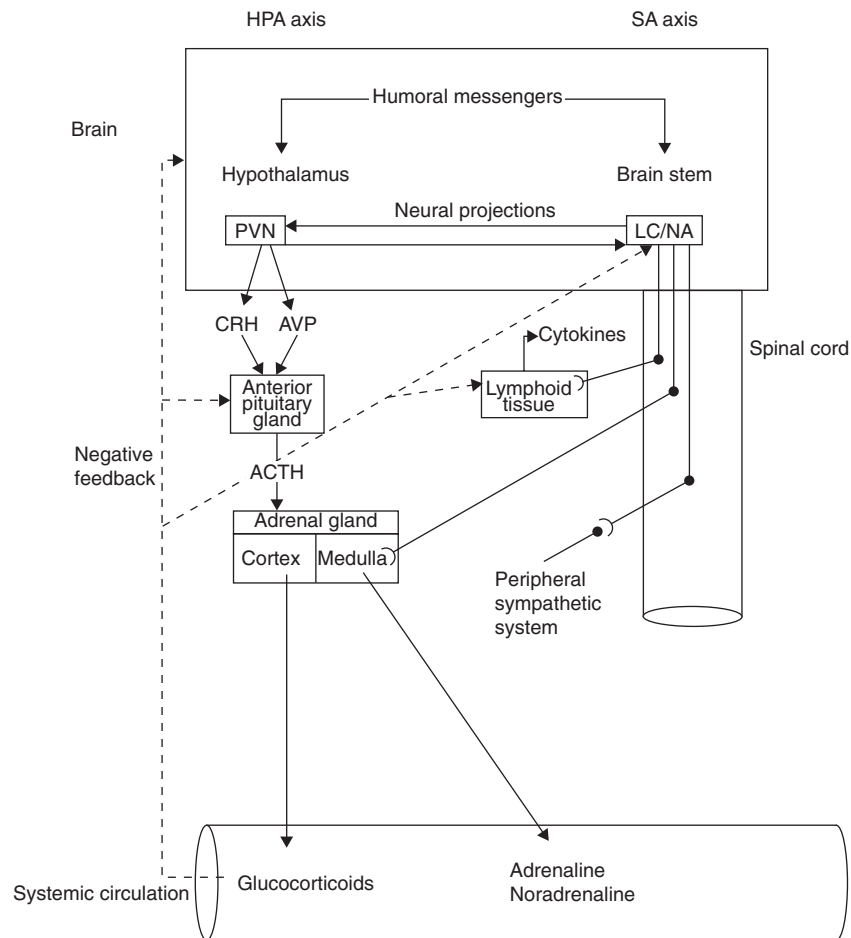 HPA axis
SA axis
Brain
Humoral messengers
Hypothalamus
Brain stem
Neural projections
PVN
LC/NA
CRH
AVP
Cytokines
Spinal cord
Anterior
pituitary
gland
Lymphoid
tissue
Negative
feedback
ACTH
Adrenal gland
Cortex
Medulla
Peripheral
sympathetic
system
Systemic circulation
Glucocorticoids
Adrenaline
Noradrenaline